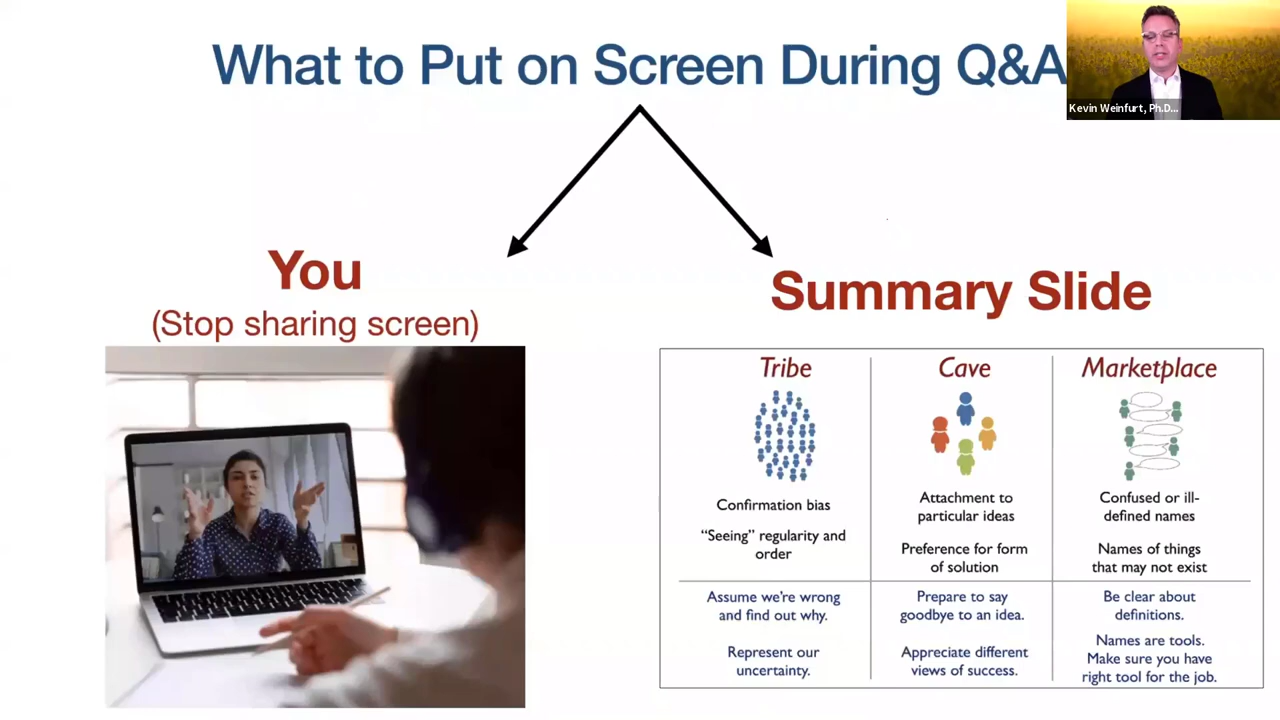 What to Put on Screen During Q&A
Kevin Weinfurt, Ph.D...
You
(Stop sharing screen)
Summary Slide
Tribe
Confirmation bias
“Seeing” regularity and
order
Assume we're wrong
and find out why.
Represent our
uncertainty.
Cave
Attachment to
particular ideas
Preference for form
of solution
Prepare to say
goodbye to an idea.
Appreciate different
views of success.
Marketplace
Confused or ill-
defined names
Names of things
that may not exist
Be clear about
definitions.
Names are tools.
Make sure you have
right tool for the job.